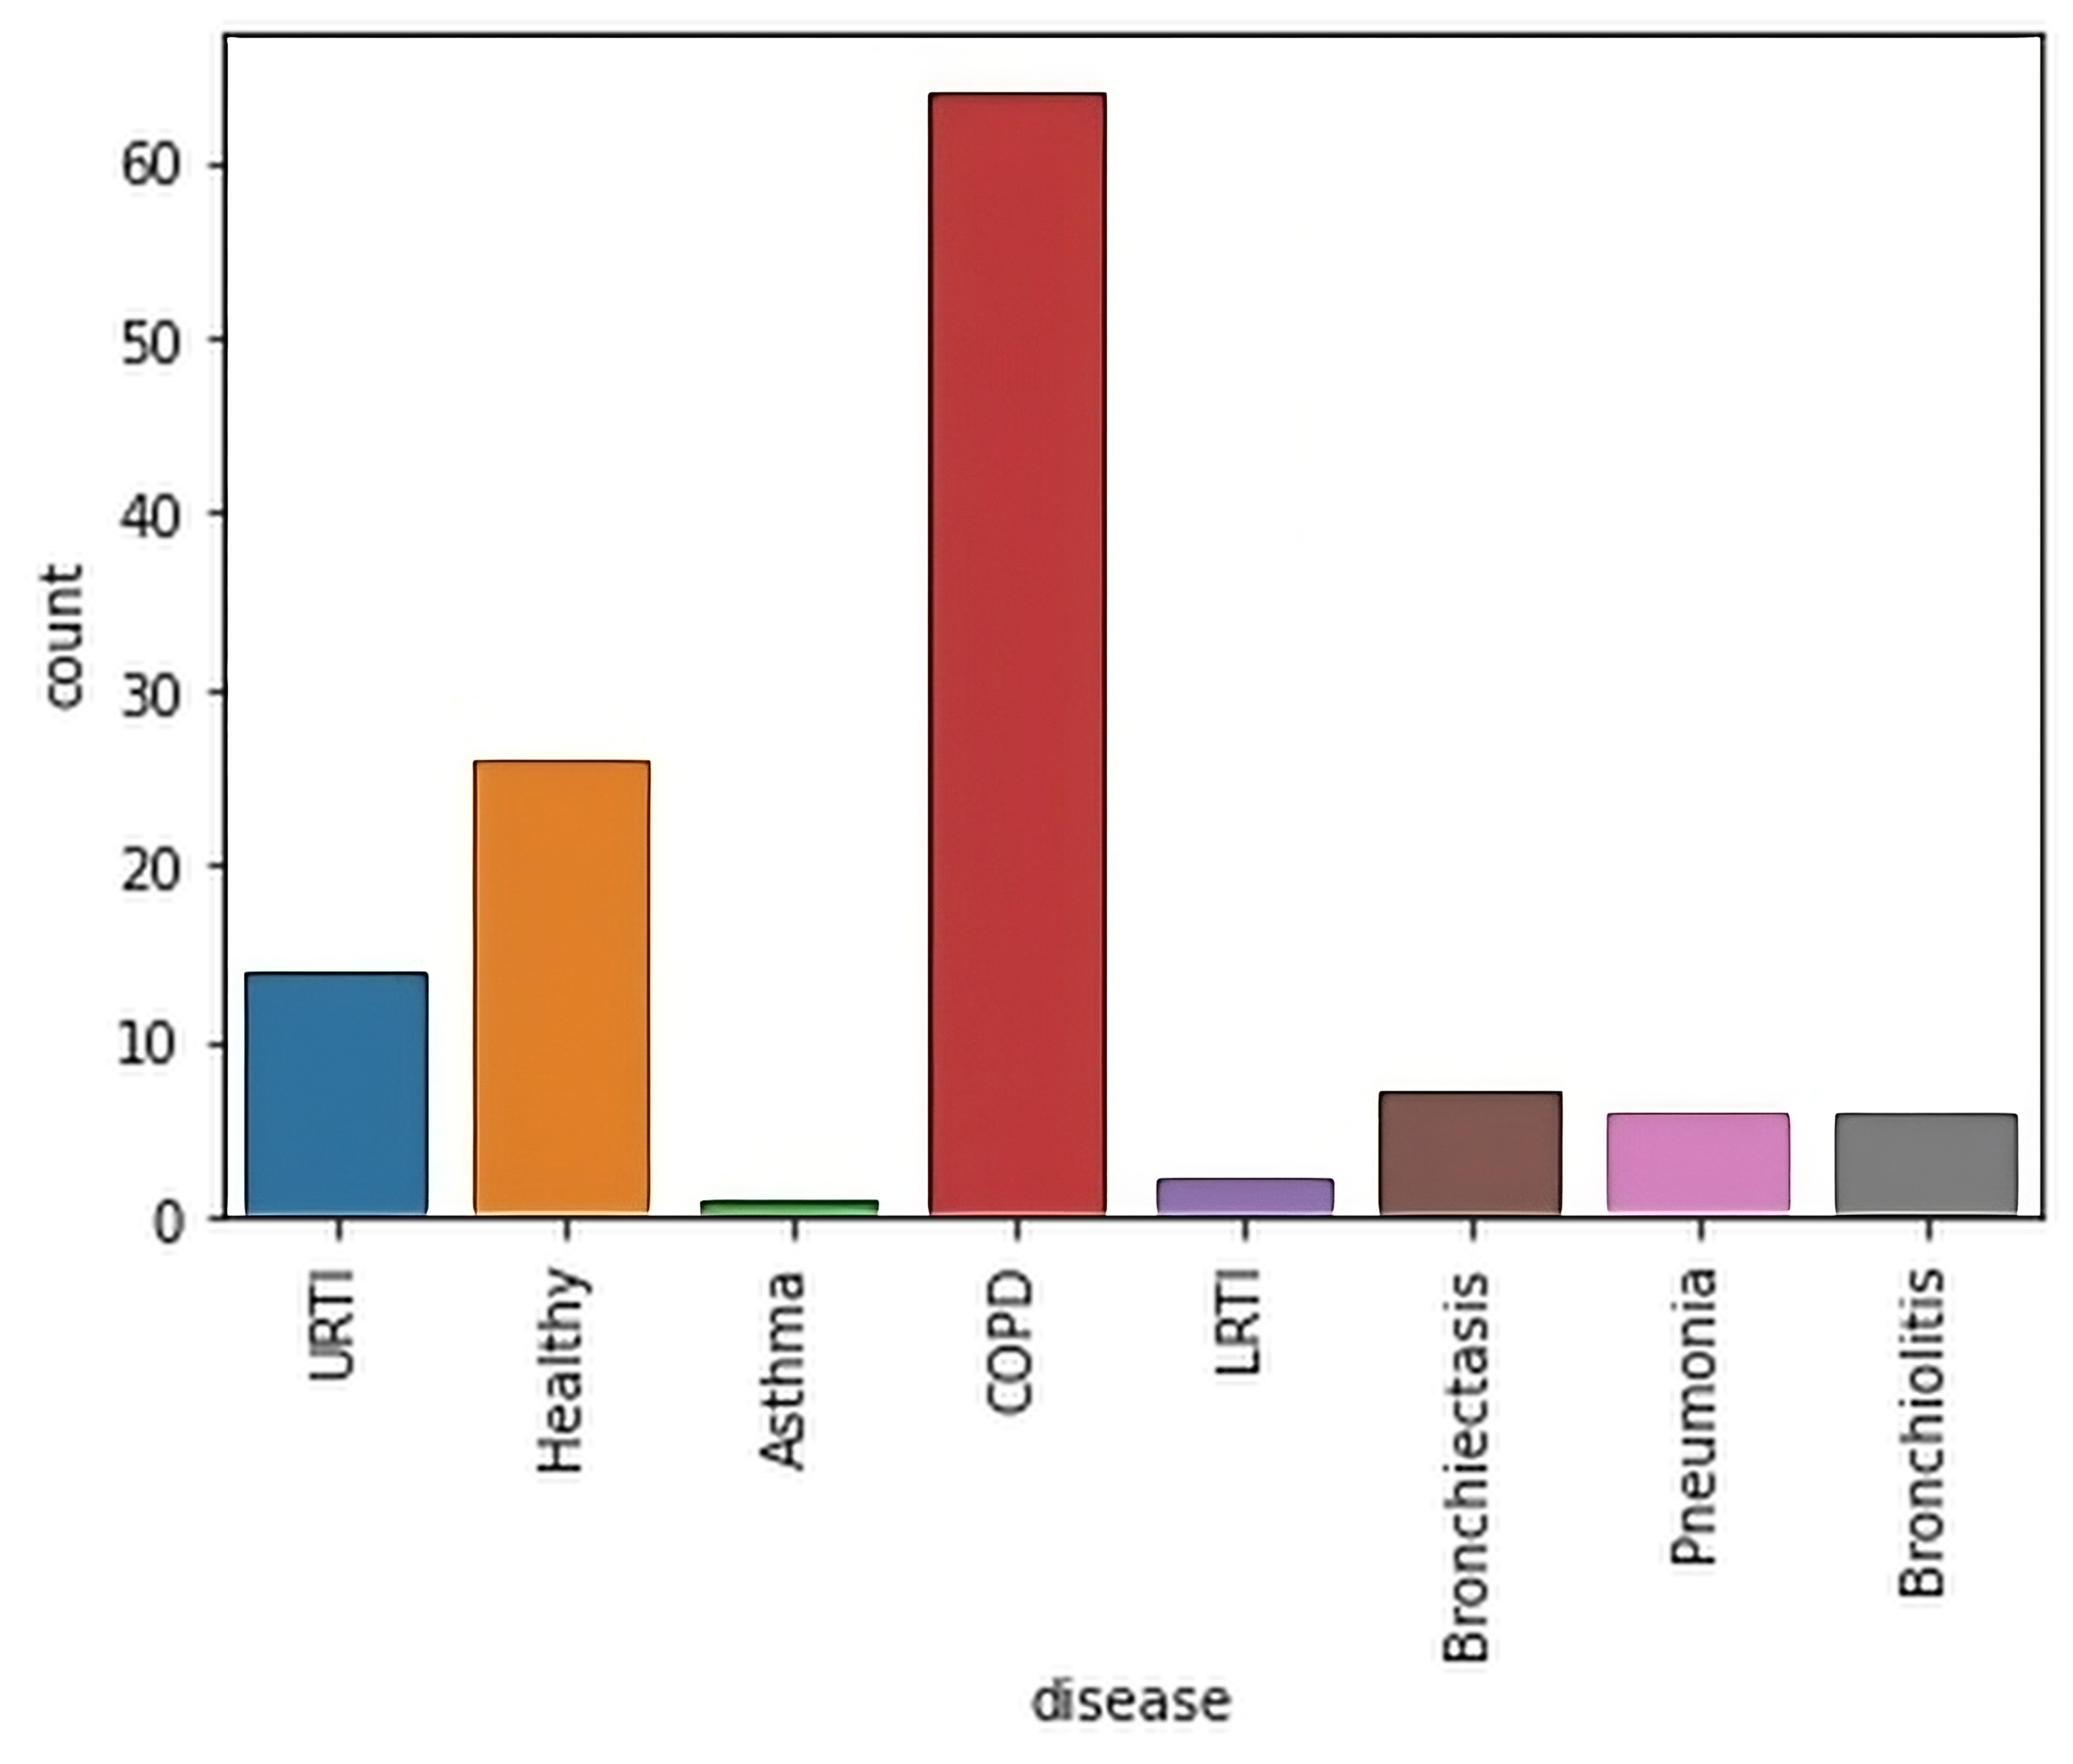 60
50
40
30
20
10
0
count
URTI
Healthy
Asthma
COPD
LRTI
Bronchiectasis
Pneumonia
Bronchiolitis
disease